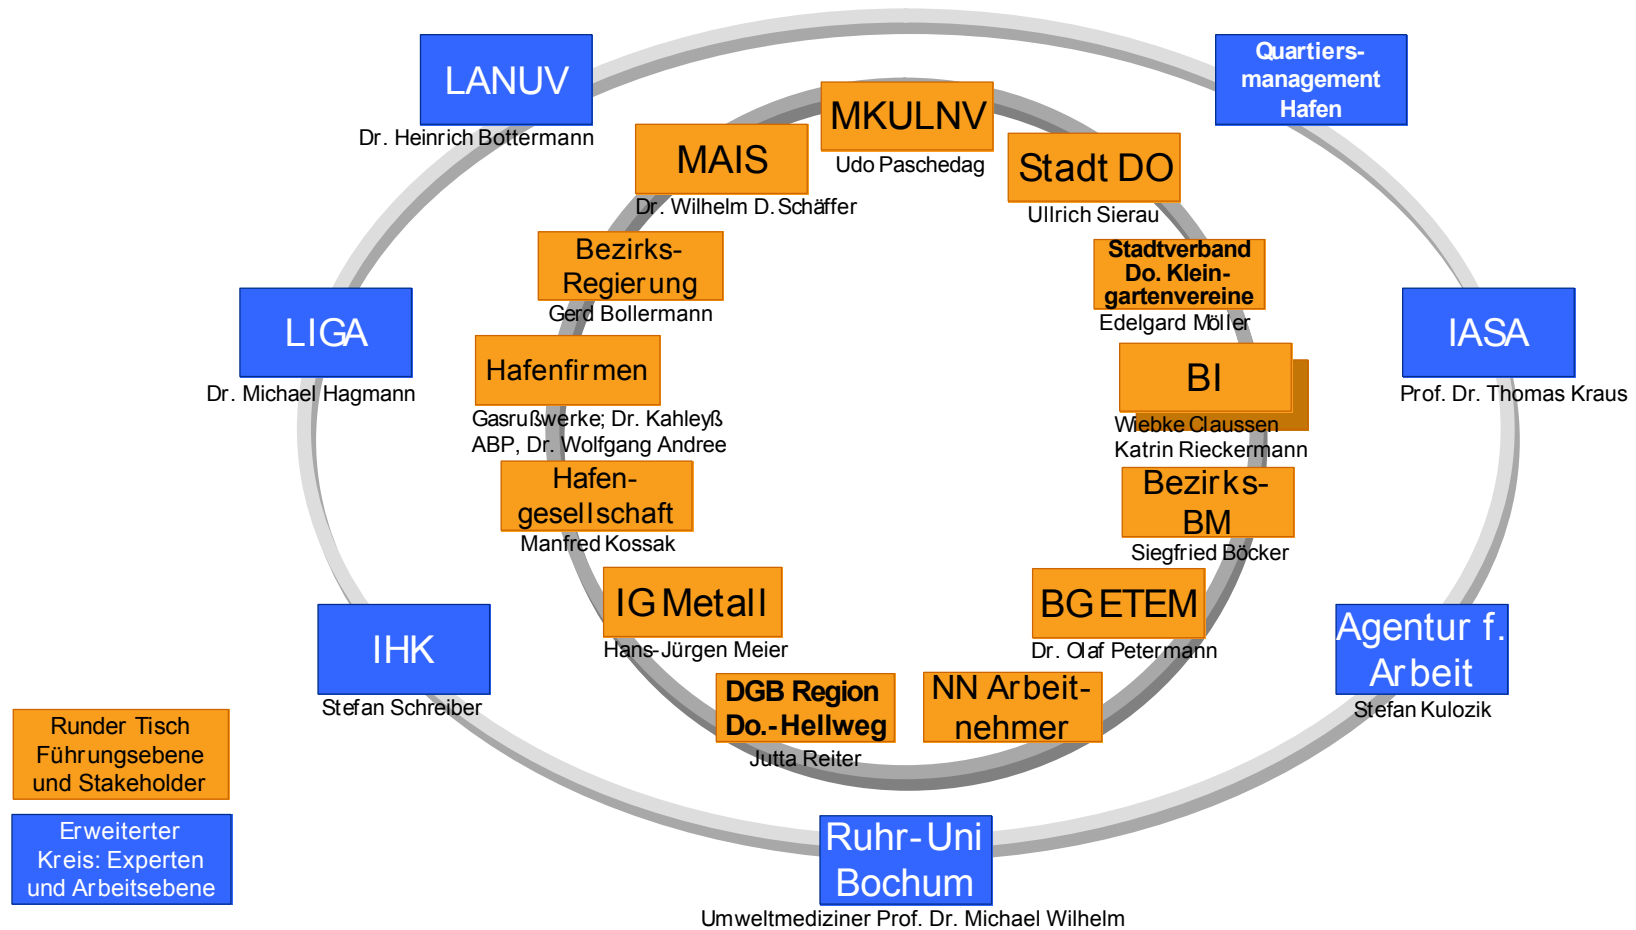 LANUV
Dr. Heinrich Bottermann
Quartiers-
management
Hafen
MKULNV
Udo Paschedag
MAIS
Dr. Wilhelm D. Schäffer
Stadt DO
Ullrich Sierau
Bezirks-
Regierung
Gerd Bollermann
Stadtverband
Do. Klein-
gartenvereine
Edelgard Möller
LIGA
Dr. Michael Hagmann
Hafenfirmen
Gasrußwerke; Dr. Kahleyß
ABP, Dr. Wolfgang Andree
BI
Wiebke Claussen
Katrin Rieckermann
IASA
Prof. Dr. Thomas Kraus
Hafen-
gesellschaft
Manfred Kossak
Bezirks-
BM
Siegfried Böcker
IG Metall
Hans-Jürgen Meier
BG ETEM
Dr. Olaf Petermann
IHK
Stefan Schreiber
Agentur f.
Arbeit
Stefan Kulozik
DGB Region
Do.-Hellweg
Jutta Reiter
NN Arbeit-
nehmer
Runder Tisch
Führungsebene
und Stakeholder
Erweiterter
Kreis: Experten
und Arbeitsebene
Ruhr-Uni
Bochum
Umweltmediziner Prof. Dr. Michael Wilhelm